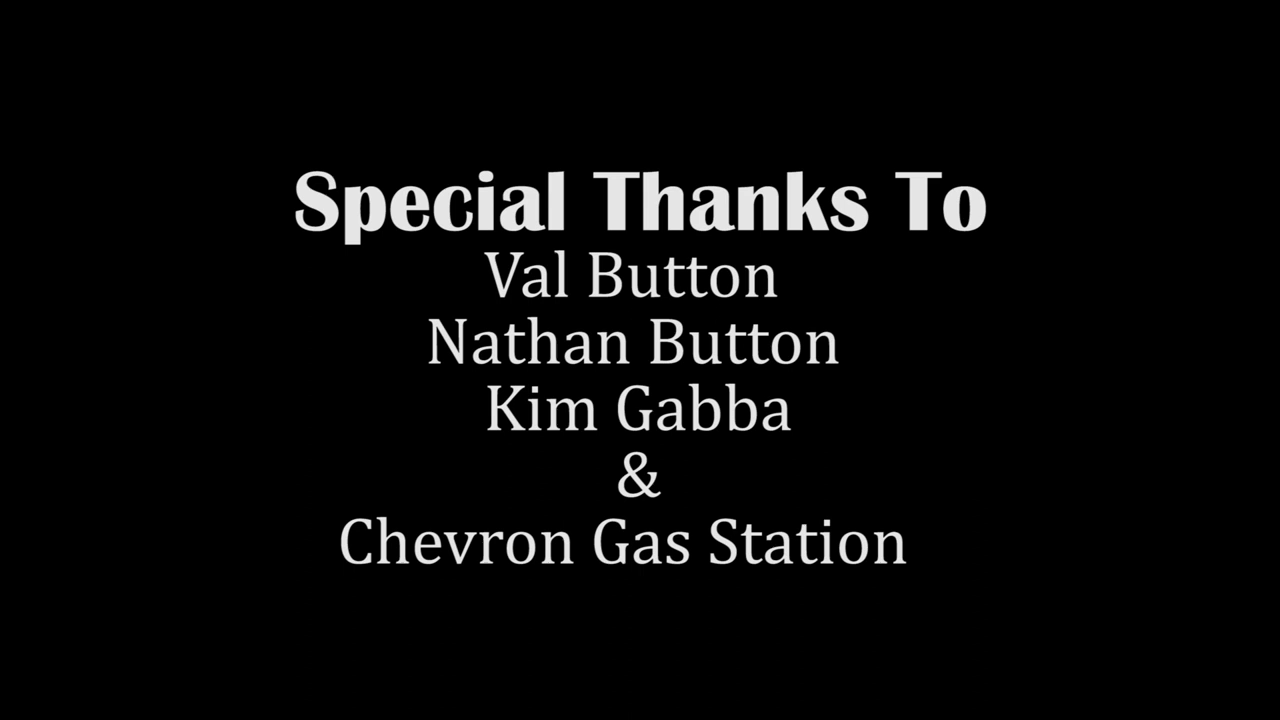 Special Thanks To
Val Button
Nathan Button
Kim Gabba
&
Chevron Gas Station